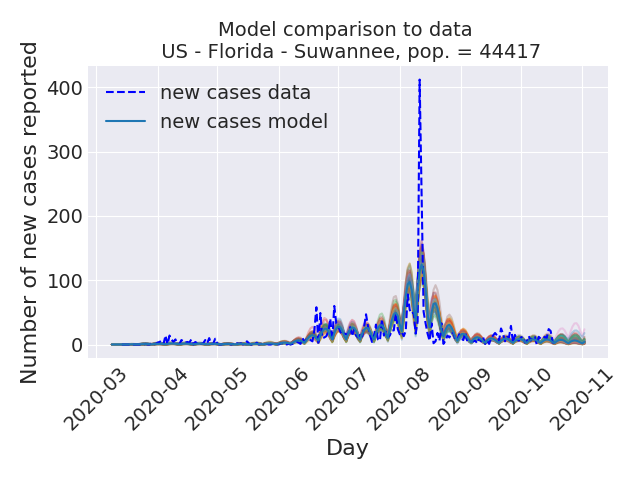 Model comparison to data
US - Florida - Suwannee, pop. = 44417
Number of new cases reported
400
300
200
100
0
new cases data
new cases model
2020-03
2020-04
2020-05
2020-06
2020-07
2020-08
2020-09
2020-10
2020-11
Day